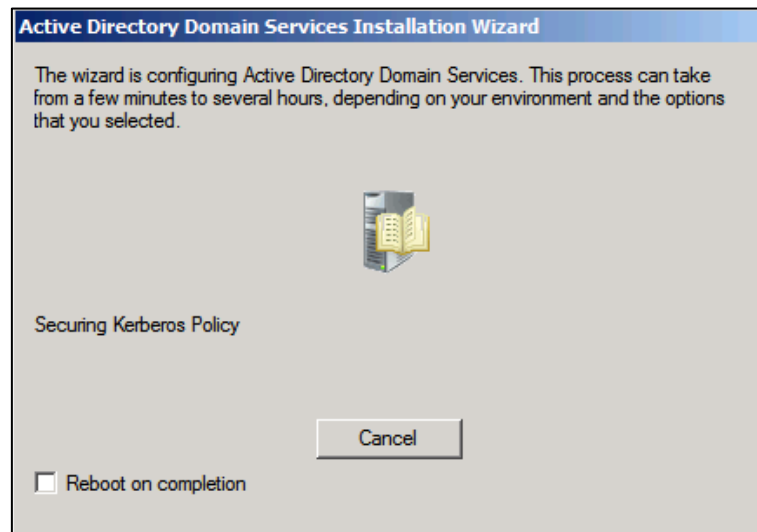 Active Directory Domain Services Installation Wizard
The wizard is configuring Active Directory Domain Services. This process can take
from a few minutes to several hours, depending on your environment and the options
that you selected.
Securing Kerberos Policy
Cancel
Reboot on completion